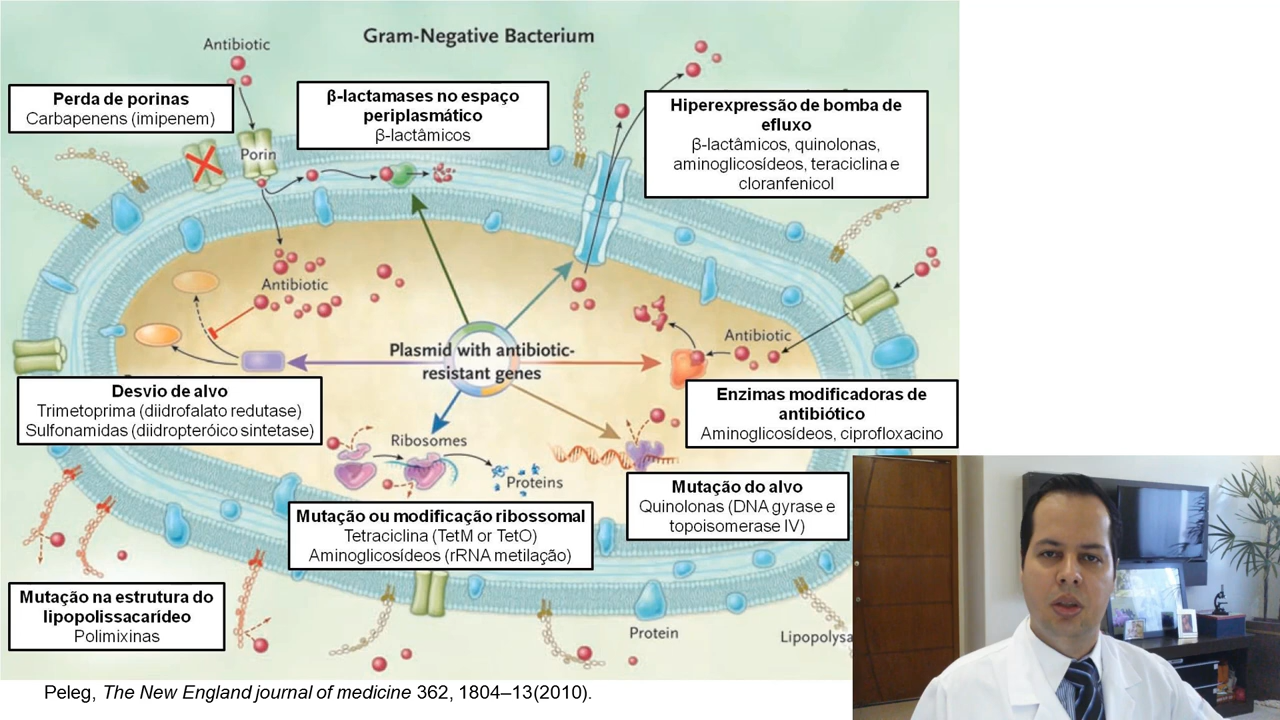 Gram-Negative Bacterium
Antibiotic
Perda de porinas
Carbapenens (imipenem)
Porin
β-lactamases no espaço
periplasmático
β-lactâmicos
Hiperexpressão de bomba de
efluxo
β-lactâmicos, quinolonas,
aminoglicosídeos, teraciclina e
cloranfenicol
Antibiotic
Antibiotic
Plasmid with antibiotic-
resistant genes
Desvio de alvo
Trimetoprima (diidrofalato redutase)
Sulfonamidas (diidropteróico sintetase)
Enzimas modificadoras de
antibiótico
Aminoglicosídeos, ciprofloxacino
Ribosomes
Proteins
Mutação do alvo
Quinolonas (DNA gyrase e
topoisomerase IV)
Mutação ou modificação ribossomal
Tetraciclina (TetM or TetO)
Aminoglicosídeos (rRNA metilação)
Mutação na estrutura do
lipopolissacarídeo
Polimixinas
Protein
Lipopolysa
Peleg, The New England journal of medicine 362, 1804–13(2010).